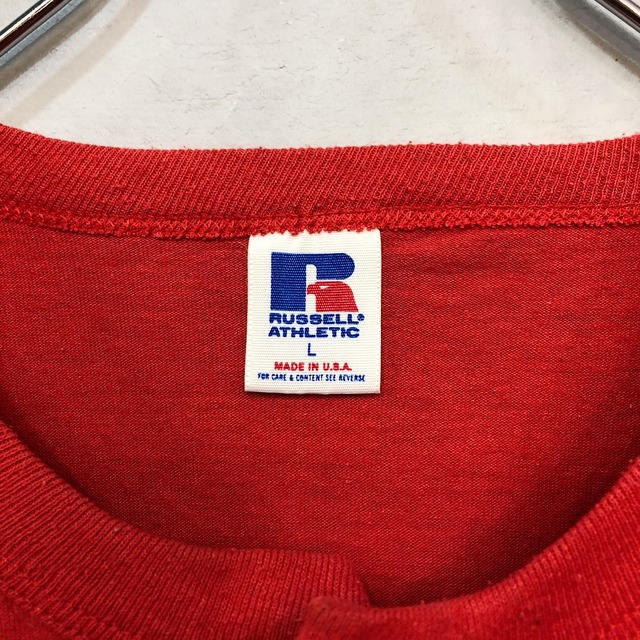 R
RUSSELL®
ATHLETIC
L
MADE IN U.S.A.
FOR CARE & CONTENT SEE REVERSE